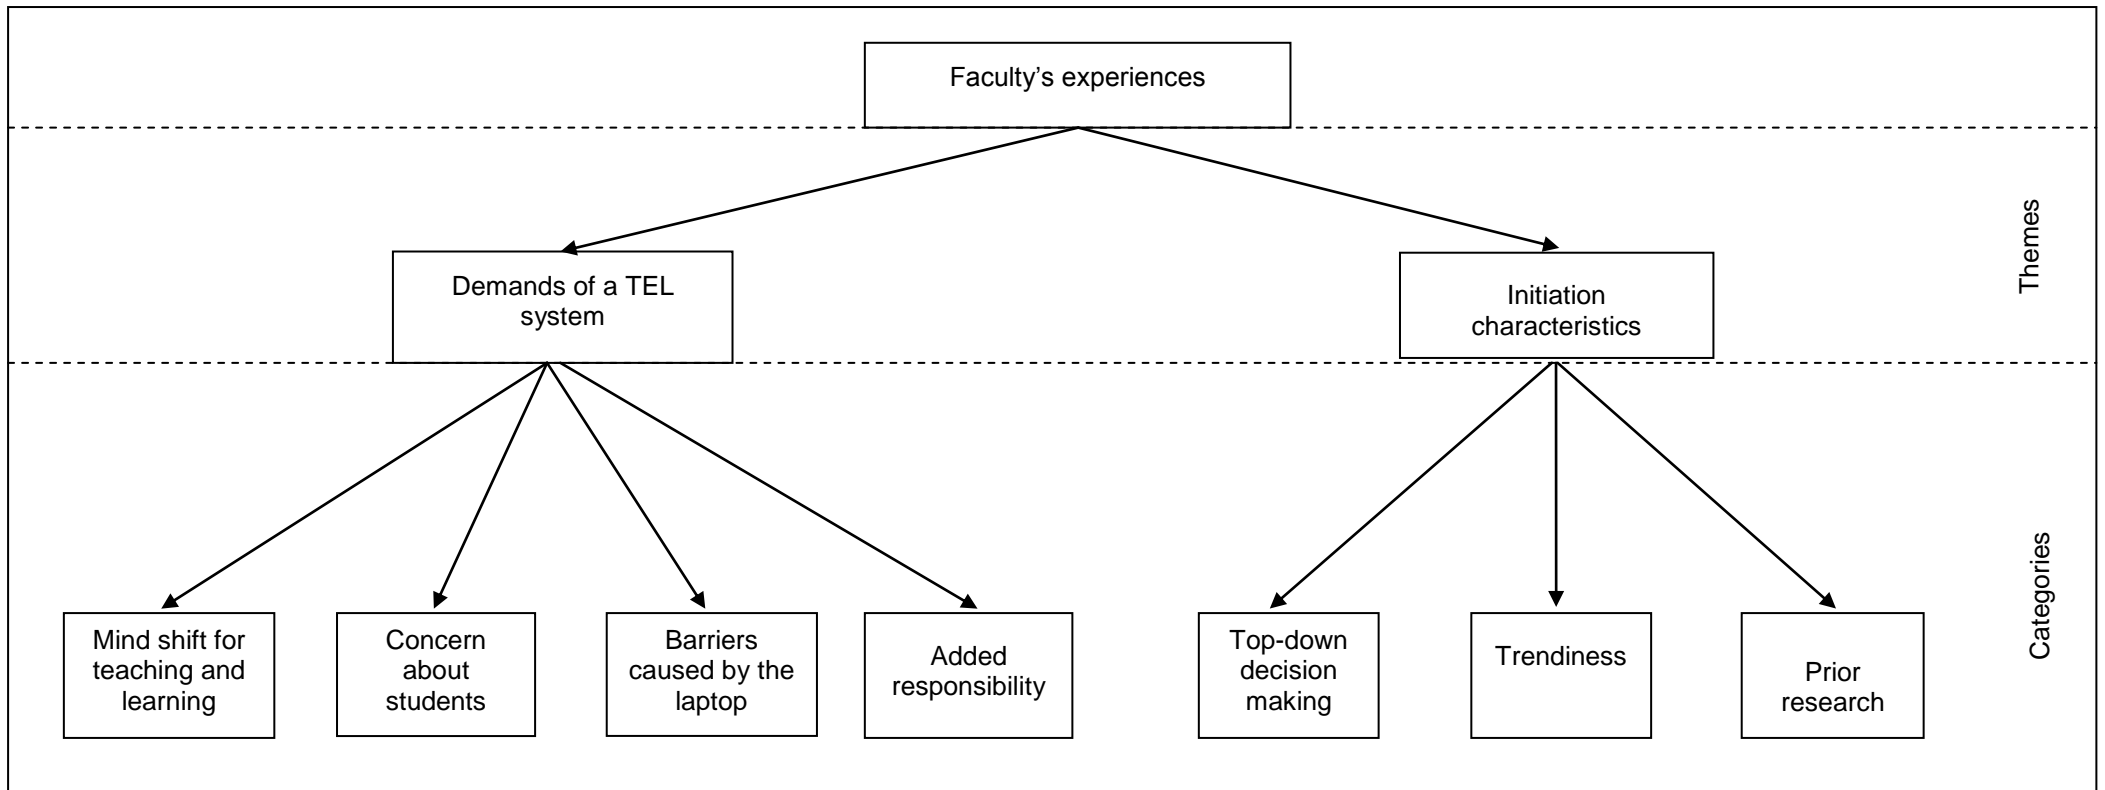 Faculty’s experiences
Themes
Demands of a TEL
system
Initiation
characteristics
Categories
Mind shift for
teaching and
learning
Concern
about
students
Barriers
caused by the
laptop
Added
responsibility
Top-down
decision
making
Trendiness
Prior
research